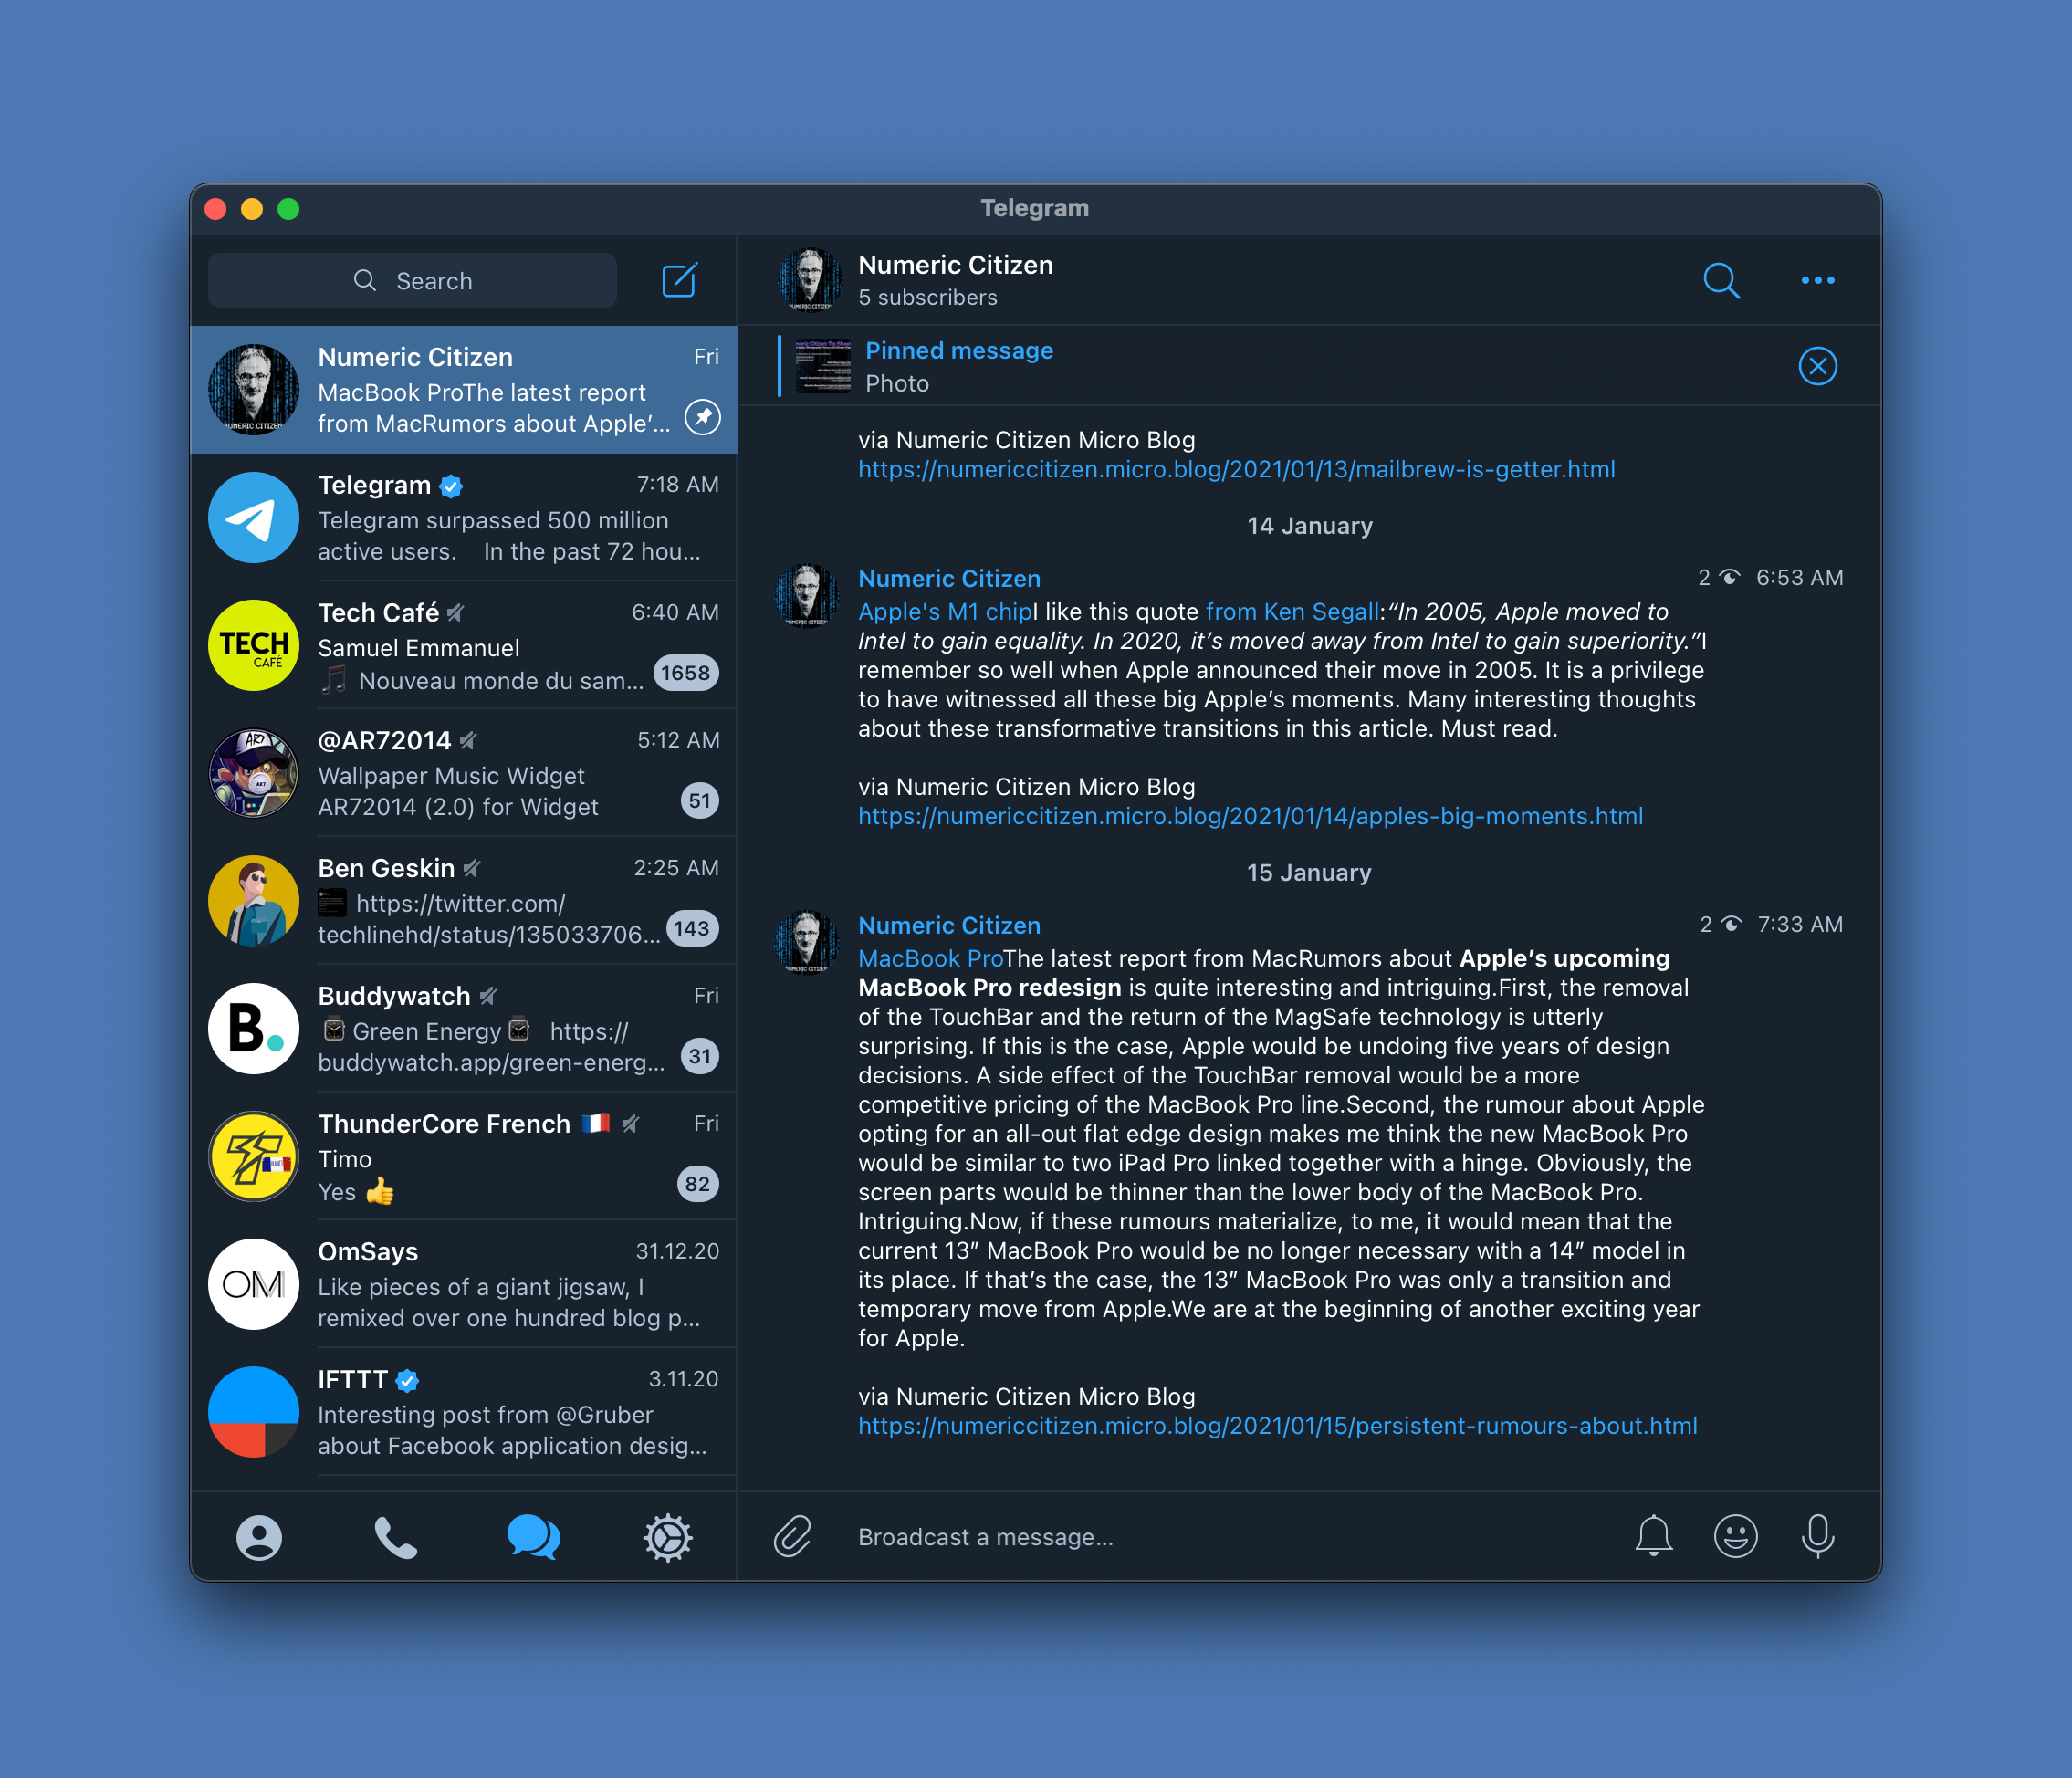 Telegram
Search
Numeric Citizen
Fri
MacBook ProThe latest report
from MacRumors about Apple’...
Telegram
7:18 AM
Telegram surpassed 500 million
active users. In the past 72 hou...
Tech Café
6:40 AM
Samuel Emmanuel
🎵 Nouveau monde du sam...
1658
TECH
CAFÉ
@AR72014
5:12 AM
Wallpaper Music Widget
AR72014 (2.0) for Widget
51
Ben Geskin
2:25 AM
https://twitter.com/
techlinehd/status/135033706...
143
Buddywatch
Fri
Green Energy https://
buddywatch.app/green-energ...
31
B.
ThunderCore French 🇫🇷
Fri
Timo
Yes 👍
82
OmSays
31.12.20
Like pieces of a giant jigsaw, I
remixed over one hundred blog p...
OM
IFTTT
3.11.20
Interesting post from @Gruber
about Facebook application desig...
Numeric Citizen
5 subscribers
NUMERIC CITIZEN
Pinned message
Photo
via Numeric Citizen Micro Blog
https://numericcitizen.micro.blog/2021/01/13/mailbrew-is-getter.html
14 January
Numeric Citizen
2 6:53 AM
Apple's M1 chipI like this quote from Ken Segall:“In 2005, Apple moved to
Intel to gain equality. In 2020, it’s moved away from Intel to gain superiority.”I
remember so well when Apple announced their move in 2005. It is a privilege
to have witnessed all these big Apple’s moments. Many interesting thoughts
about these transformative transitions in this article. Must read.
via Numeric Citizen Micro Blog
https://numericcitizen.micro.blog/2021/01/14/apples-big-moments.html
15 January
Numeric Citizen
2 7:33 AM
MacBook ProThe latest report from MacRumors about Apple’s upcoming
MacBook Pro redesign is quite interesting and intriguing.First, the removal
of the TouchBar and the return of the MagSafe technology is utterly
surprising. If this is the case, Apple would be undoing five years of design
decisions. A side effect of the TouchBar removal would be a more
competitive pricing of the MacBook Pro line.Second, the rumour about Apple
opting for an all-out flat edge design makes me think the new MacBook Pro
would be similar to two iPad Pro linked together with a hinge. Obviously, the
screen parts would be thinner than the lower body of the MacBook Pro.
Intriguing.Now, if these rumours materialize, to me, it would mean that the
current 13” MacBook Pro would be no longer necessary with a 14” model in
its place. If that’s the case, the 13” MacBook Pro was only a transition and
temporary move from Apple.We are at the beginning of another exciting year
for Apple.
via Numeric Citizen Micro Blog
https://numericcitizen.micro.blog/2021/01/15/persistent-rumours-about.html
Broadcast a message...